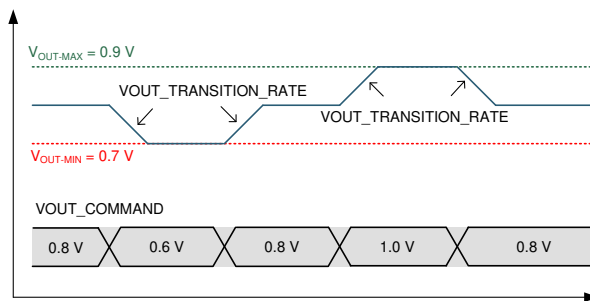 VOUT-MAX = 0.9 V
VOUT_TRANSITION_RATE
VOUT_TRANSITION_RATE
VOUT-MIN = 0.7 V
VOUT_COMMAND
0.8 V 0.6 V 0.8 V 1.0 V 0.8 V